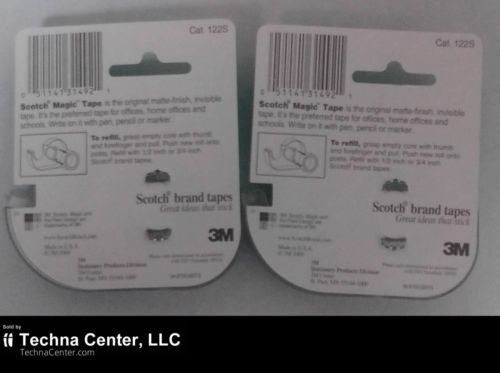 Cat. 122S
0 51141 31492 1
Scotch® Magic™ Tape is the original matte-finish, invisible
tape. It's the preferred tape for offices, home offices and
schools. Write on it with pen, pencil or marker.
To refill, grasp empty core with thumb
and forefinger and pull. Push new roll onto
posts. Refill with 1/2 inch or 3/4 inch
Scotch® brand tapes.
Scotch® brand tapes
Great ideas that stick
Made in U.S.A.
3M
3M
Stationery Products Division
St. Paul, MN 55144-1000
Cat. 122S
0 51141 31492 1
Scotch® Magic™ Tape is the original matte-finish, invisible
tape. It's the preferred tape for offices, home offices and
schools. Write on it with pen, pencil or marker.
To refill, grasp empty core with thumb
and forefinger and pull. Push new roll onto
posts. Refill with 1/2 inch or 3/4 inch
Scotch® brand tapes.
Scotch® brand tapes
Great ideas that stick
Made in U.S.A.
3M
3M
Stationery Products Division
St. Paul, MN 55144-1000
Sold by
Techna Center, LLC
TechnaCenter.com